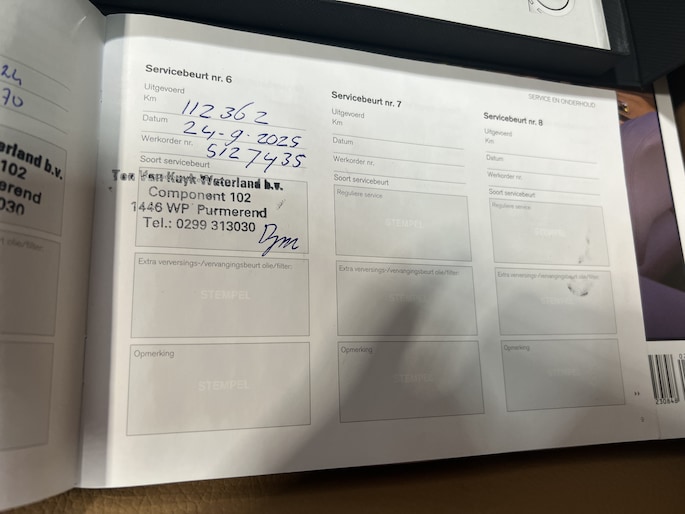 24
70
erland b.v.
102
erend
030
olie/filter:
Servicebeurt nr. 6
Uitgevoerd
Km 112362
Datum 24-9-2025
Werkorder nr. 5127435
Soort servicebeurt
Ton Van Kuyk Waterland b.v.
Component 102
1446 WP Purmerend
Tel.: 0299 313030
Extra verversings-/vervangingsbeurt olie/filter:
STEMPEL
Opmerking
STEMPEL
Servicebeurt nr. 7
Uitgevoerd
Km
Datum
Werkorder nr.
Soort servicebeurt
Reguliere service
STEMPEL
Extra verversings-/vervangingsbeurt olie/filter:
STEMPEL
Opmerking
STEMPEL
SERVICE EN ONDERHOUD
Servicebeurt nr. 8
Uitgevoerd
Km
Datum
Werkorder nr.
Soort servicebeurt
Reguliere service
STEMPEL
Extra verversings-/vervangingsbeurt olie/filter:
STEMPEL
Opmerking
STEMPEL